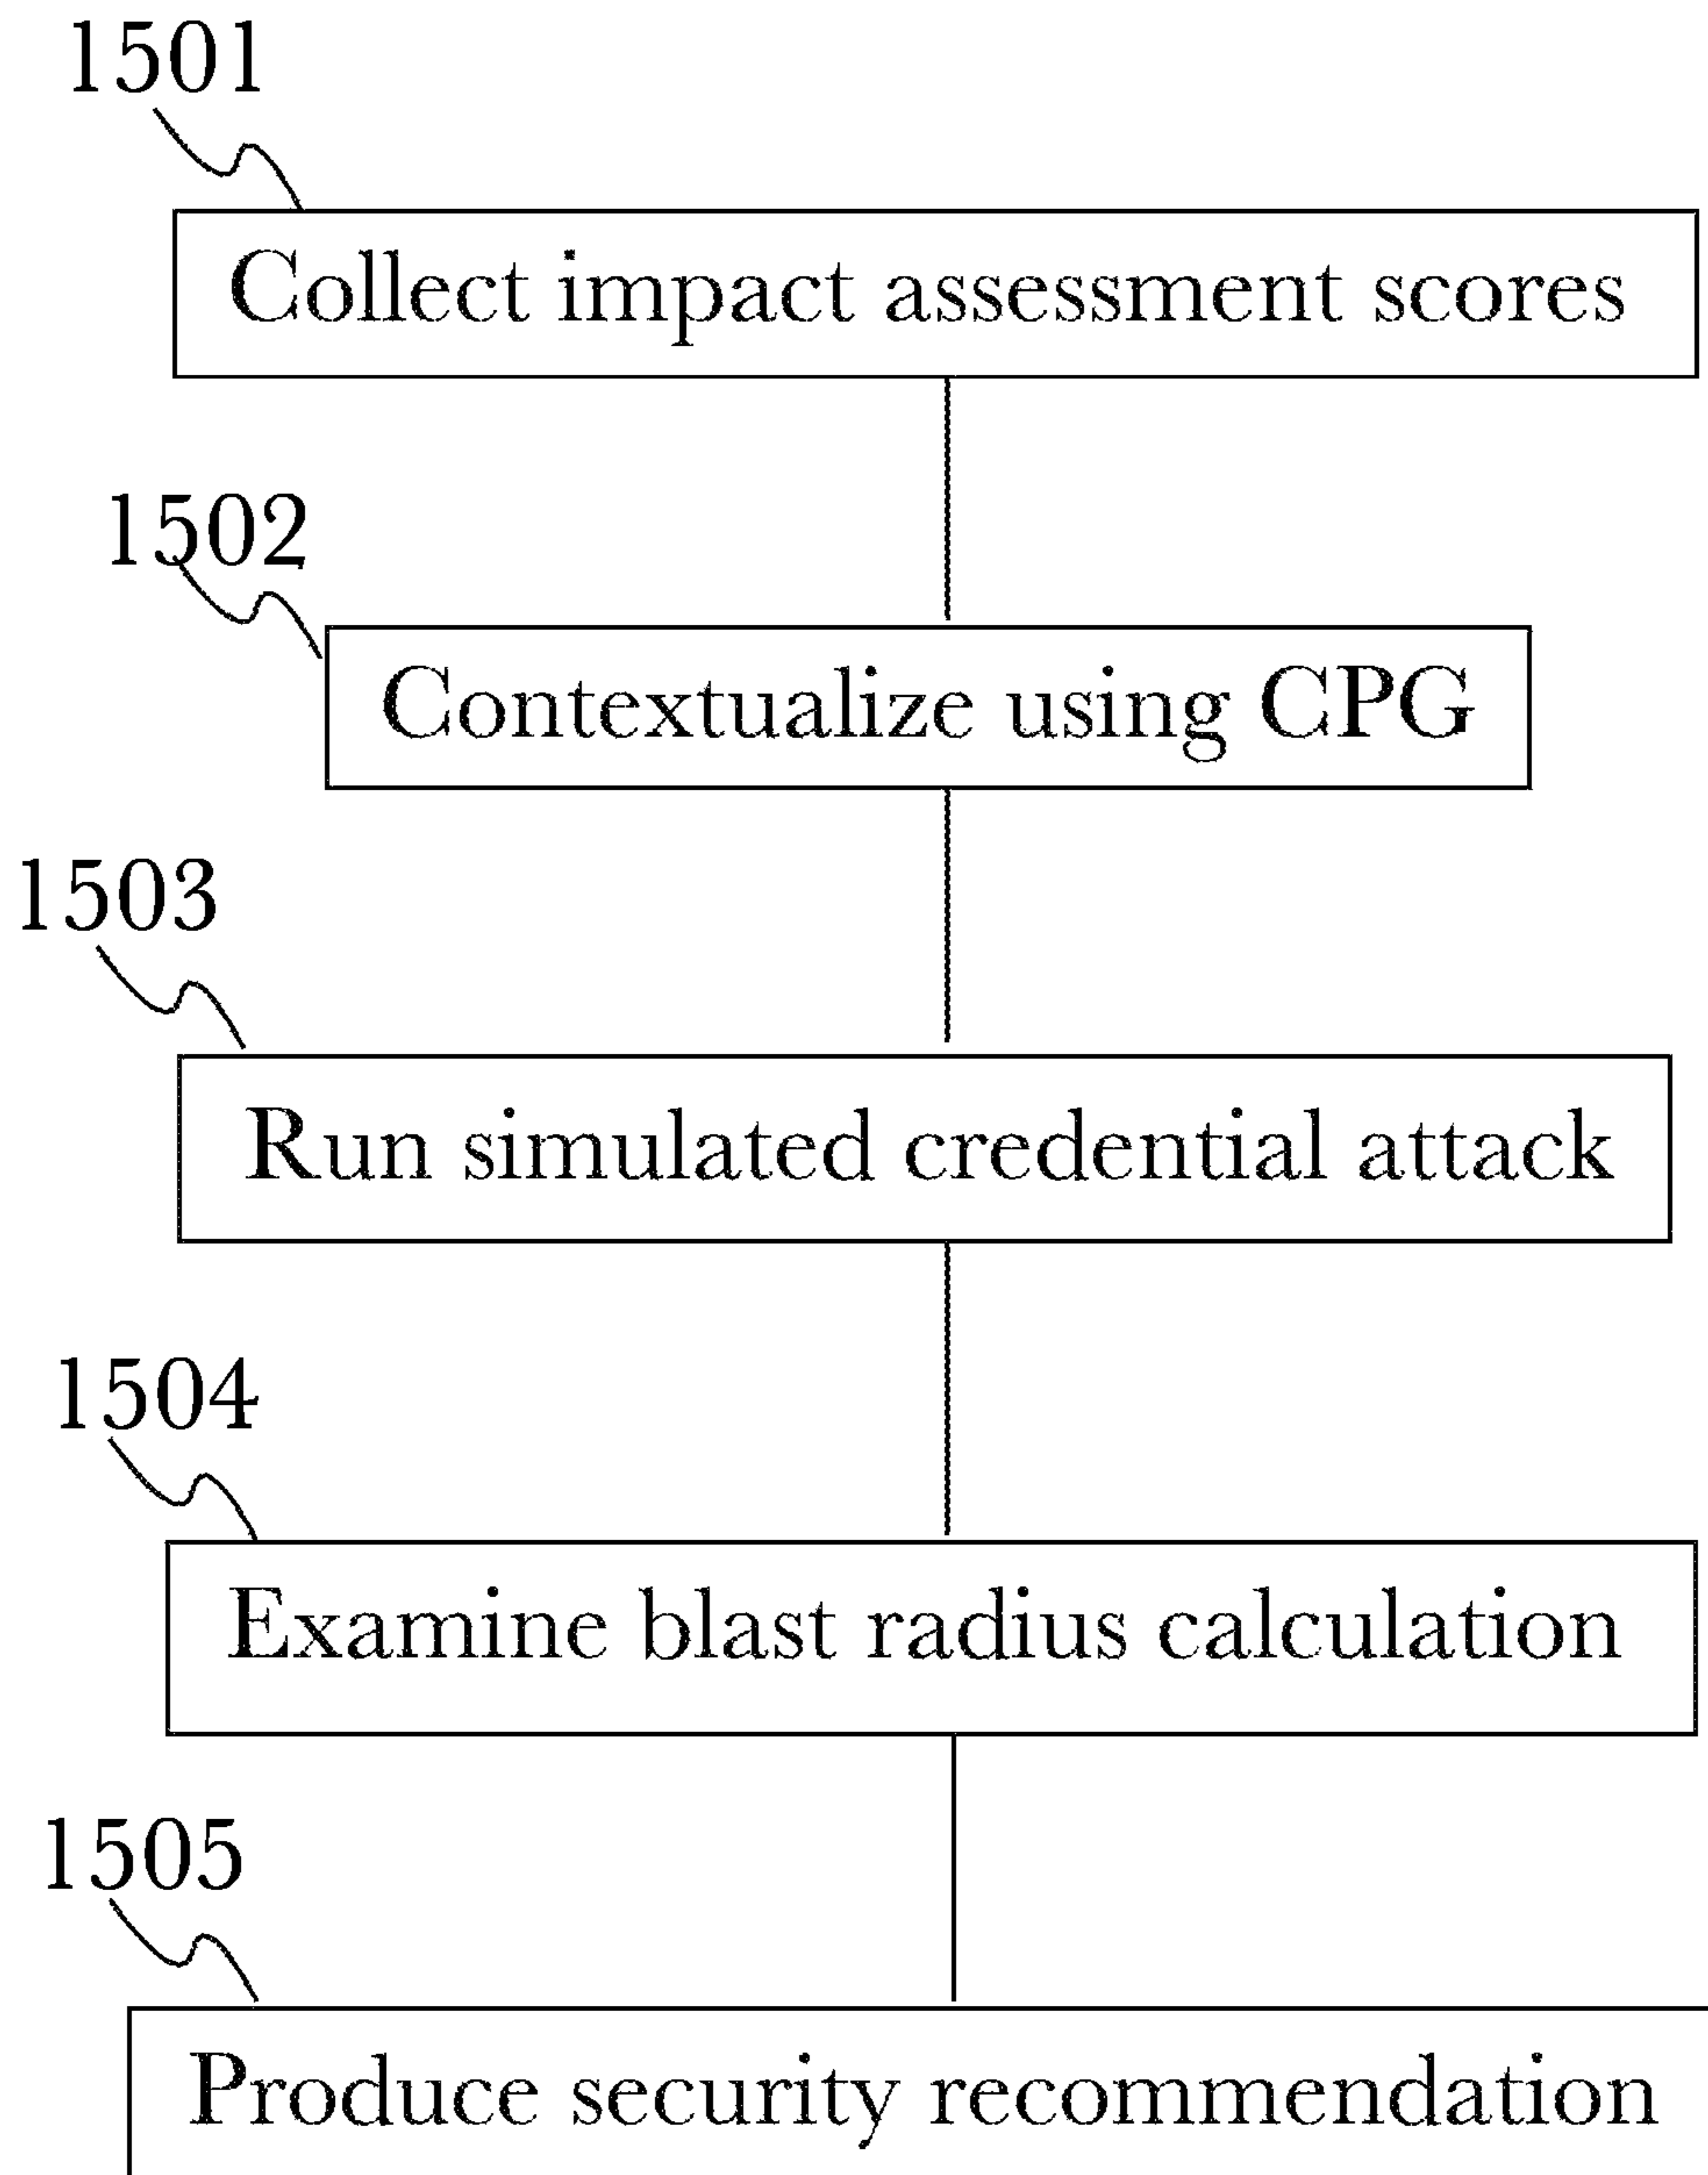 1501
Collect impact assessment scores
1502
Contextualize using CPG
1503
Run simulated credential attack
1504
Examine blast radius calculation
1505
Produce security recommendation